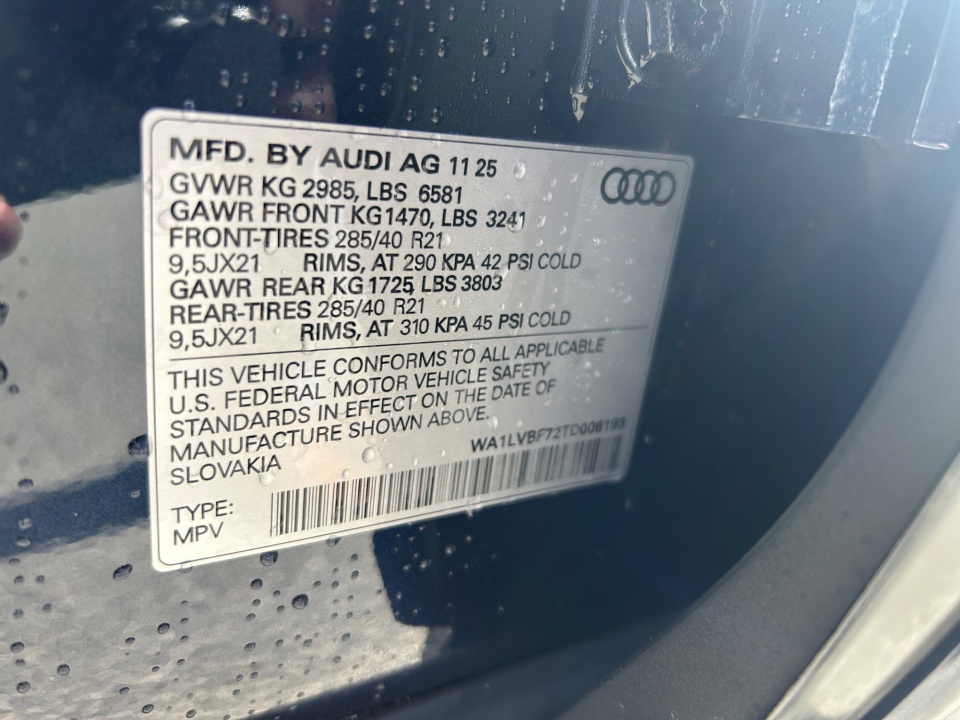 MFD. BY AUDI AG 11 25
GVWR KG 2985, LBS 6581
GAWR FRONT KG1470, LBS 3241
FRONT-TIRES 285/40 R21
9,5JX21 RIMS, AT 290 KPA 42 PSI COLD
GAWR REAR KG 1725, LBS 3803
REAR-TIRES 285/40 R21
9,5JX21 RIMS, AT 310 KPA 45 PSI COLD
THIS VEHICLE CONFORMS TO ALL APPLICABLE
U.S. FEDERAL MOTOR VEHICLE SAFETY
STANDARDS IN EFFECT ON THE DATE OF
MANUFACTURE SHOWN ABOVE.
WA1LVBF72TD006193
SLOVAKIA
TYPE:
MPV